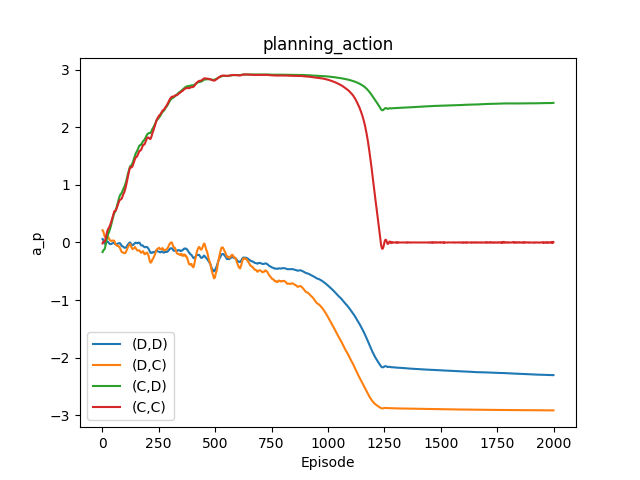 planning_action
a_p
3
2
1
0
−1
−2
−3
(D,D)
(D,C)
(C,D)
(C,C)
0 250 500 750 1000 1250 1500 1750 2000
Episode